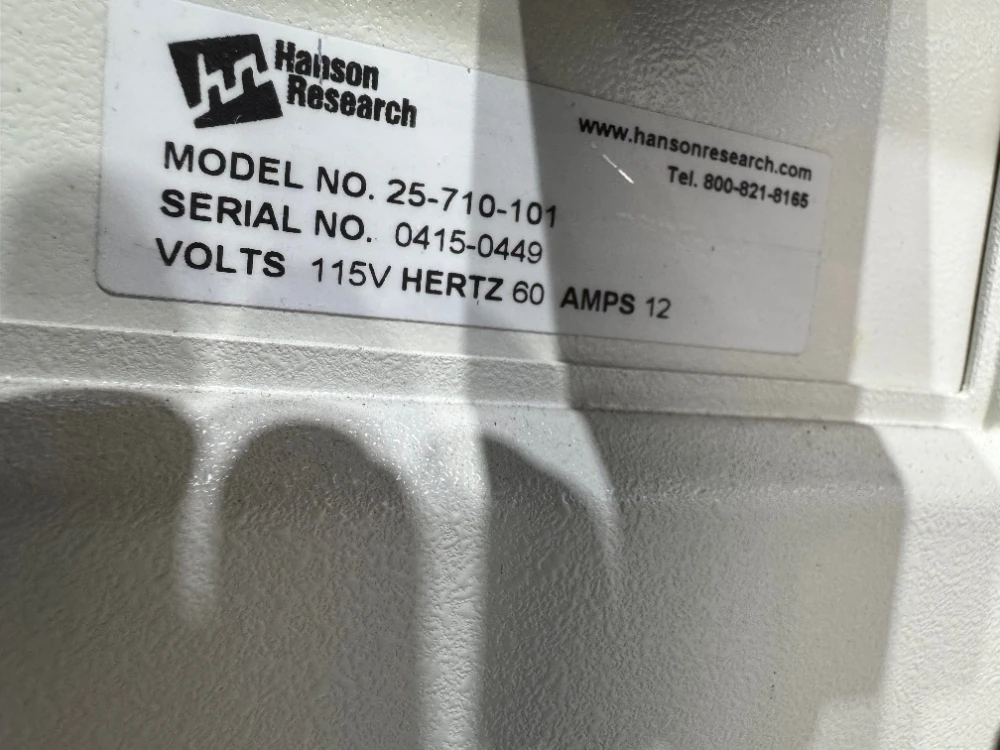 Hanson
Research
www.hansonresearch.com
Tel. 800-821-8165
MODEL NO. 25-710-101
SERIAL NO. 0415-0449
VOLTS 115V HERTZ 60 AMPS 12